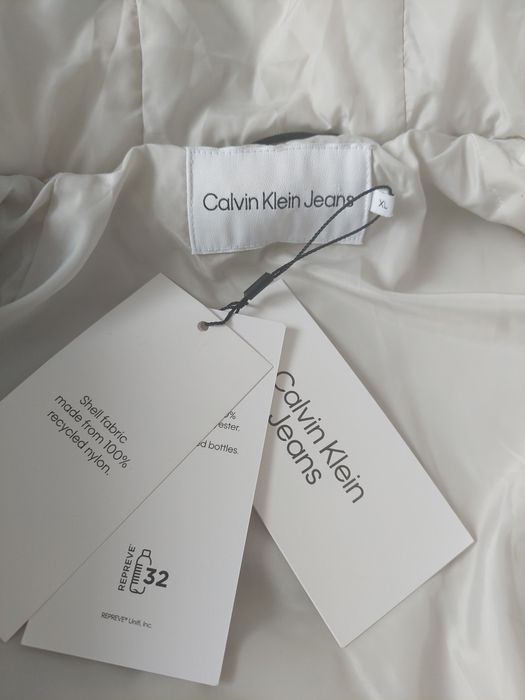 Calvin Klein Jeans
XL
Shell fabric
made from 100%
recycled nylon.
Calvin Klein
Jeans
bottles.
REPREVE®
32
REPREVE® Unifi, Inc.